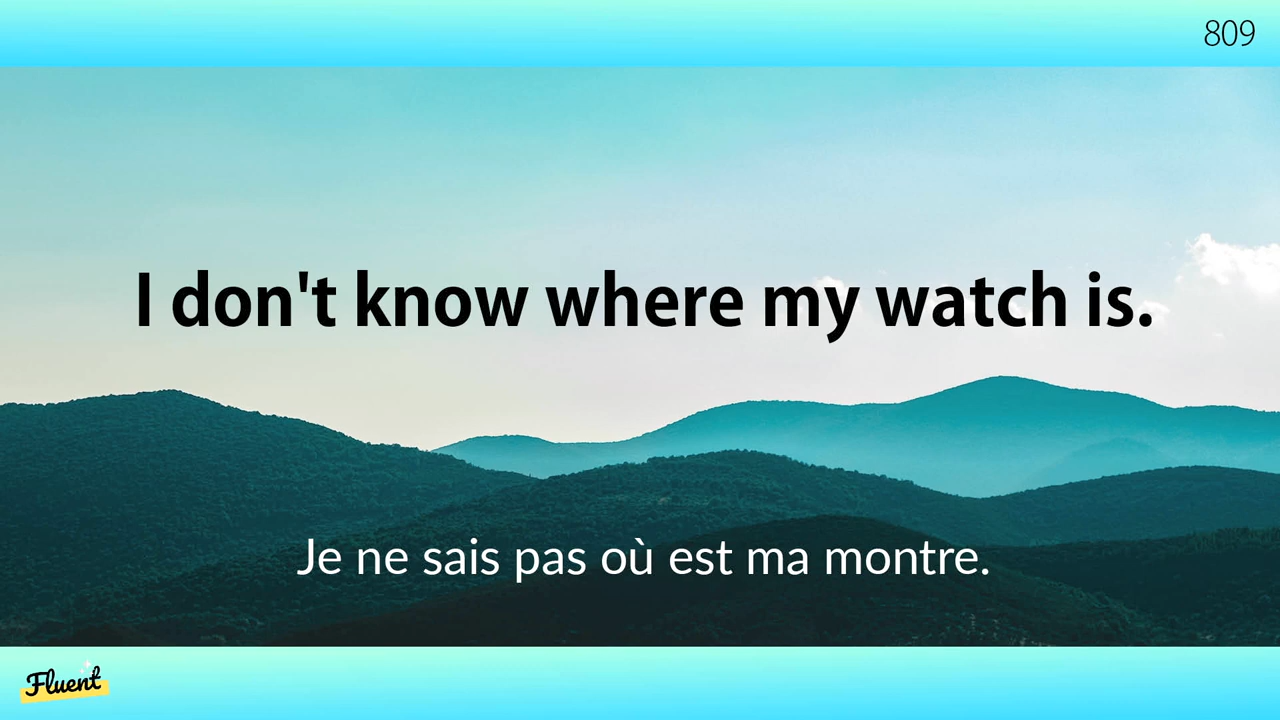 809
I don't know where my watch is.
Je ne sais pas où est ma montre.
Fluent